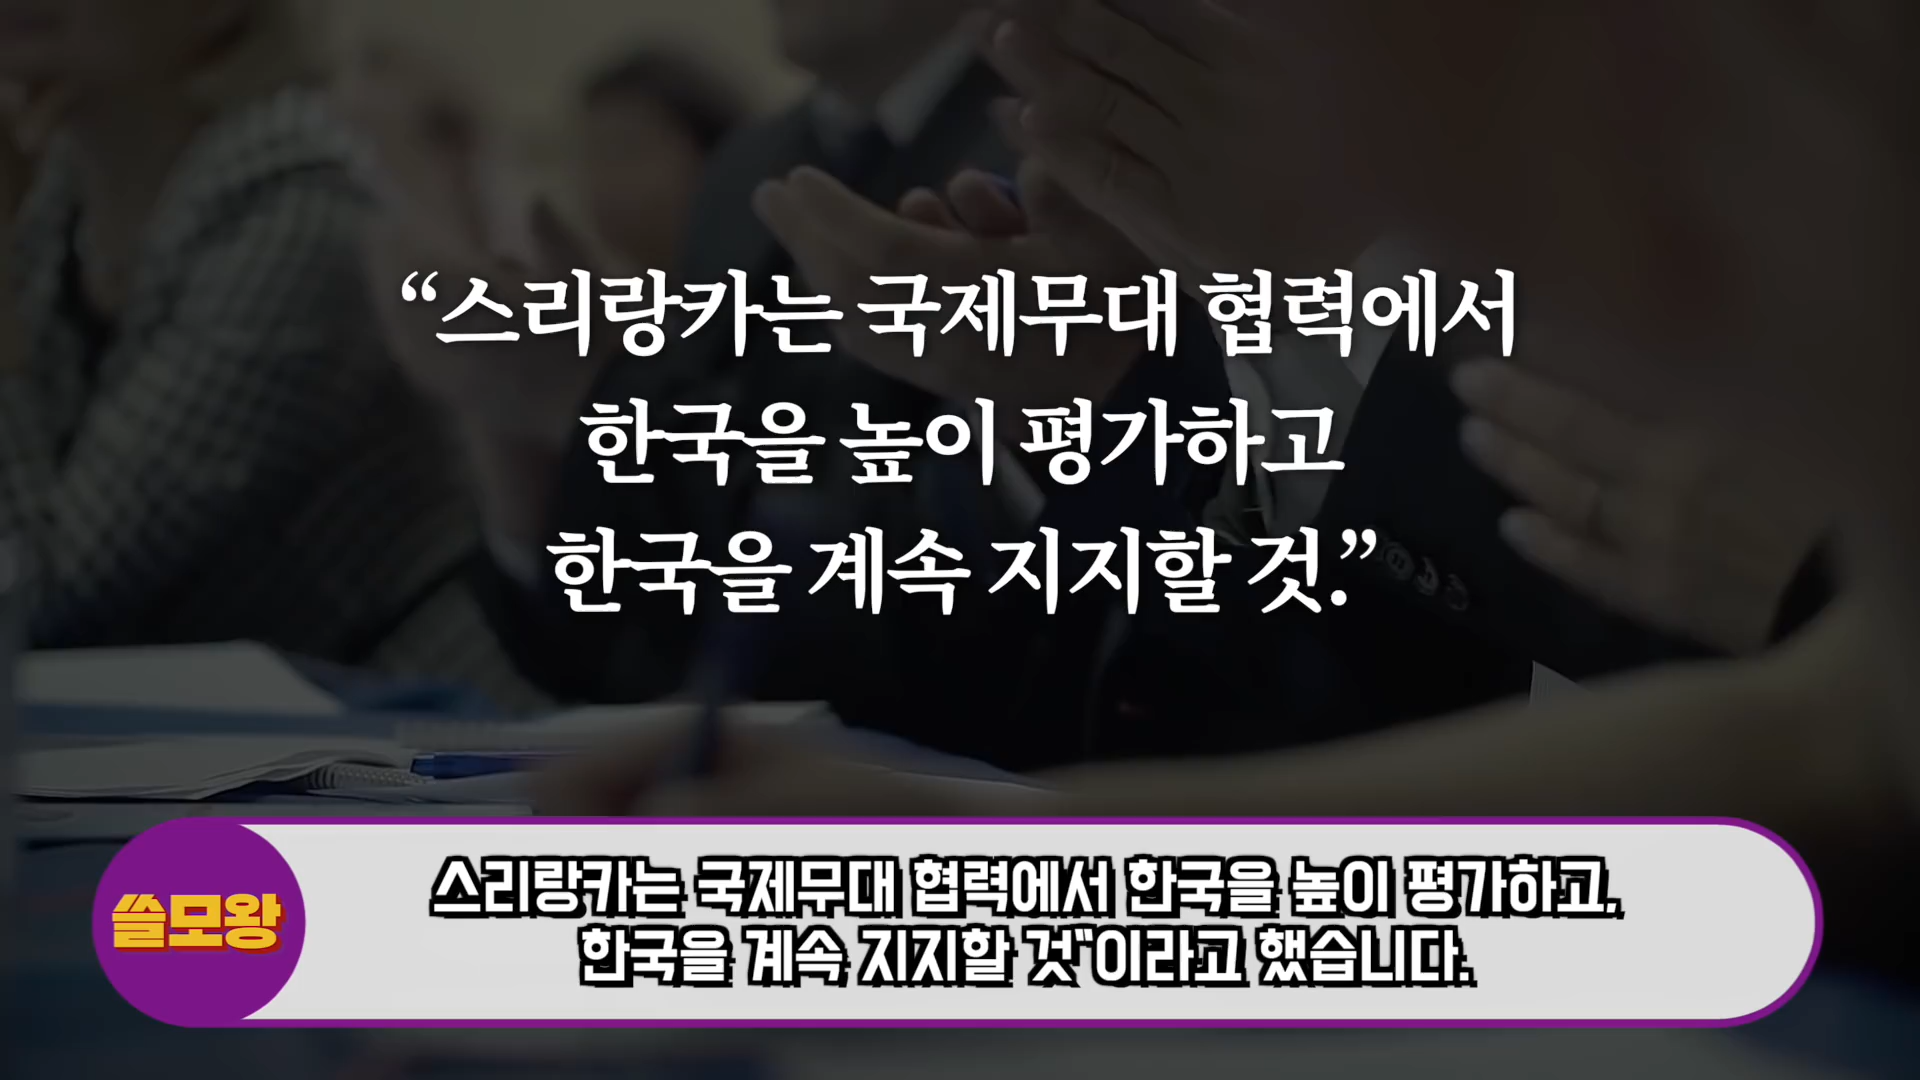 “스리랑카는 국제무대 협력에서
한국을 높이 평가하고
한국을 계속 지지할 것.”
쓸모왕
스리랑카는 국제무대 협력에서 한국을 높이 평가하고,
한국을 계속 지지할 것"이라고 했습니다.